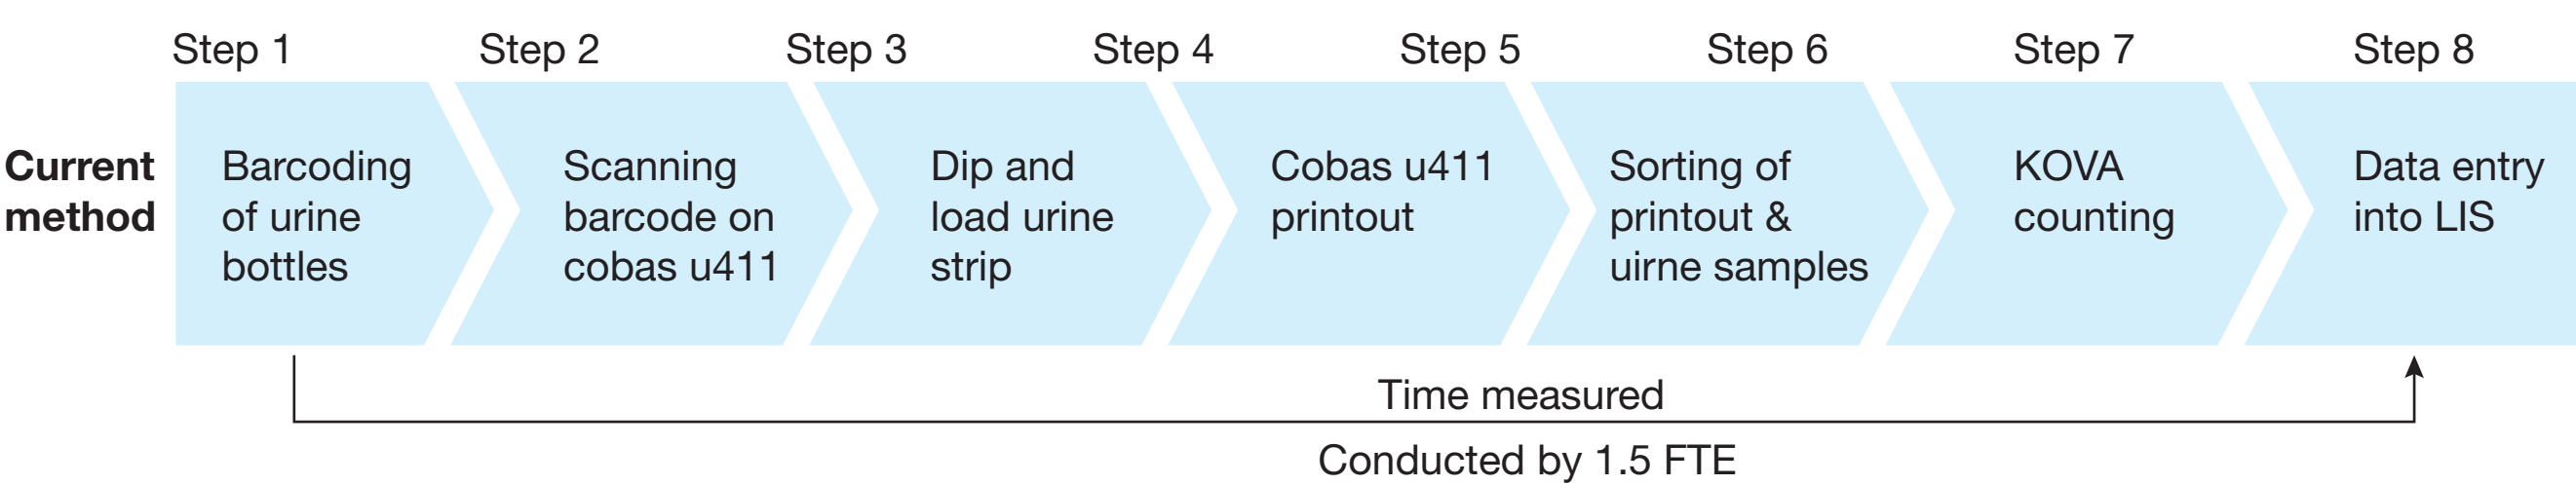 Step 1
Step 2
Step 3
Step 4
Step 5
Step 6
Step 7
Step 8
Current
method
Barcoding
of urine
bottles
Scanning
barcode on
cobas u411
Dip and
load urine
strip
Cobas u411
printout
Sorting of
printout &
uirne samples
KOVA
counting
Data entry
into LIS
Time measured
Conducted by 1.5 FTE